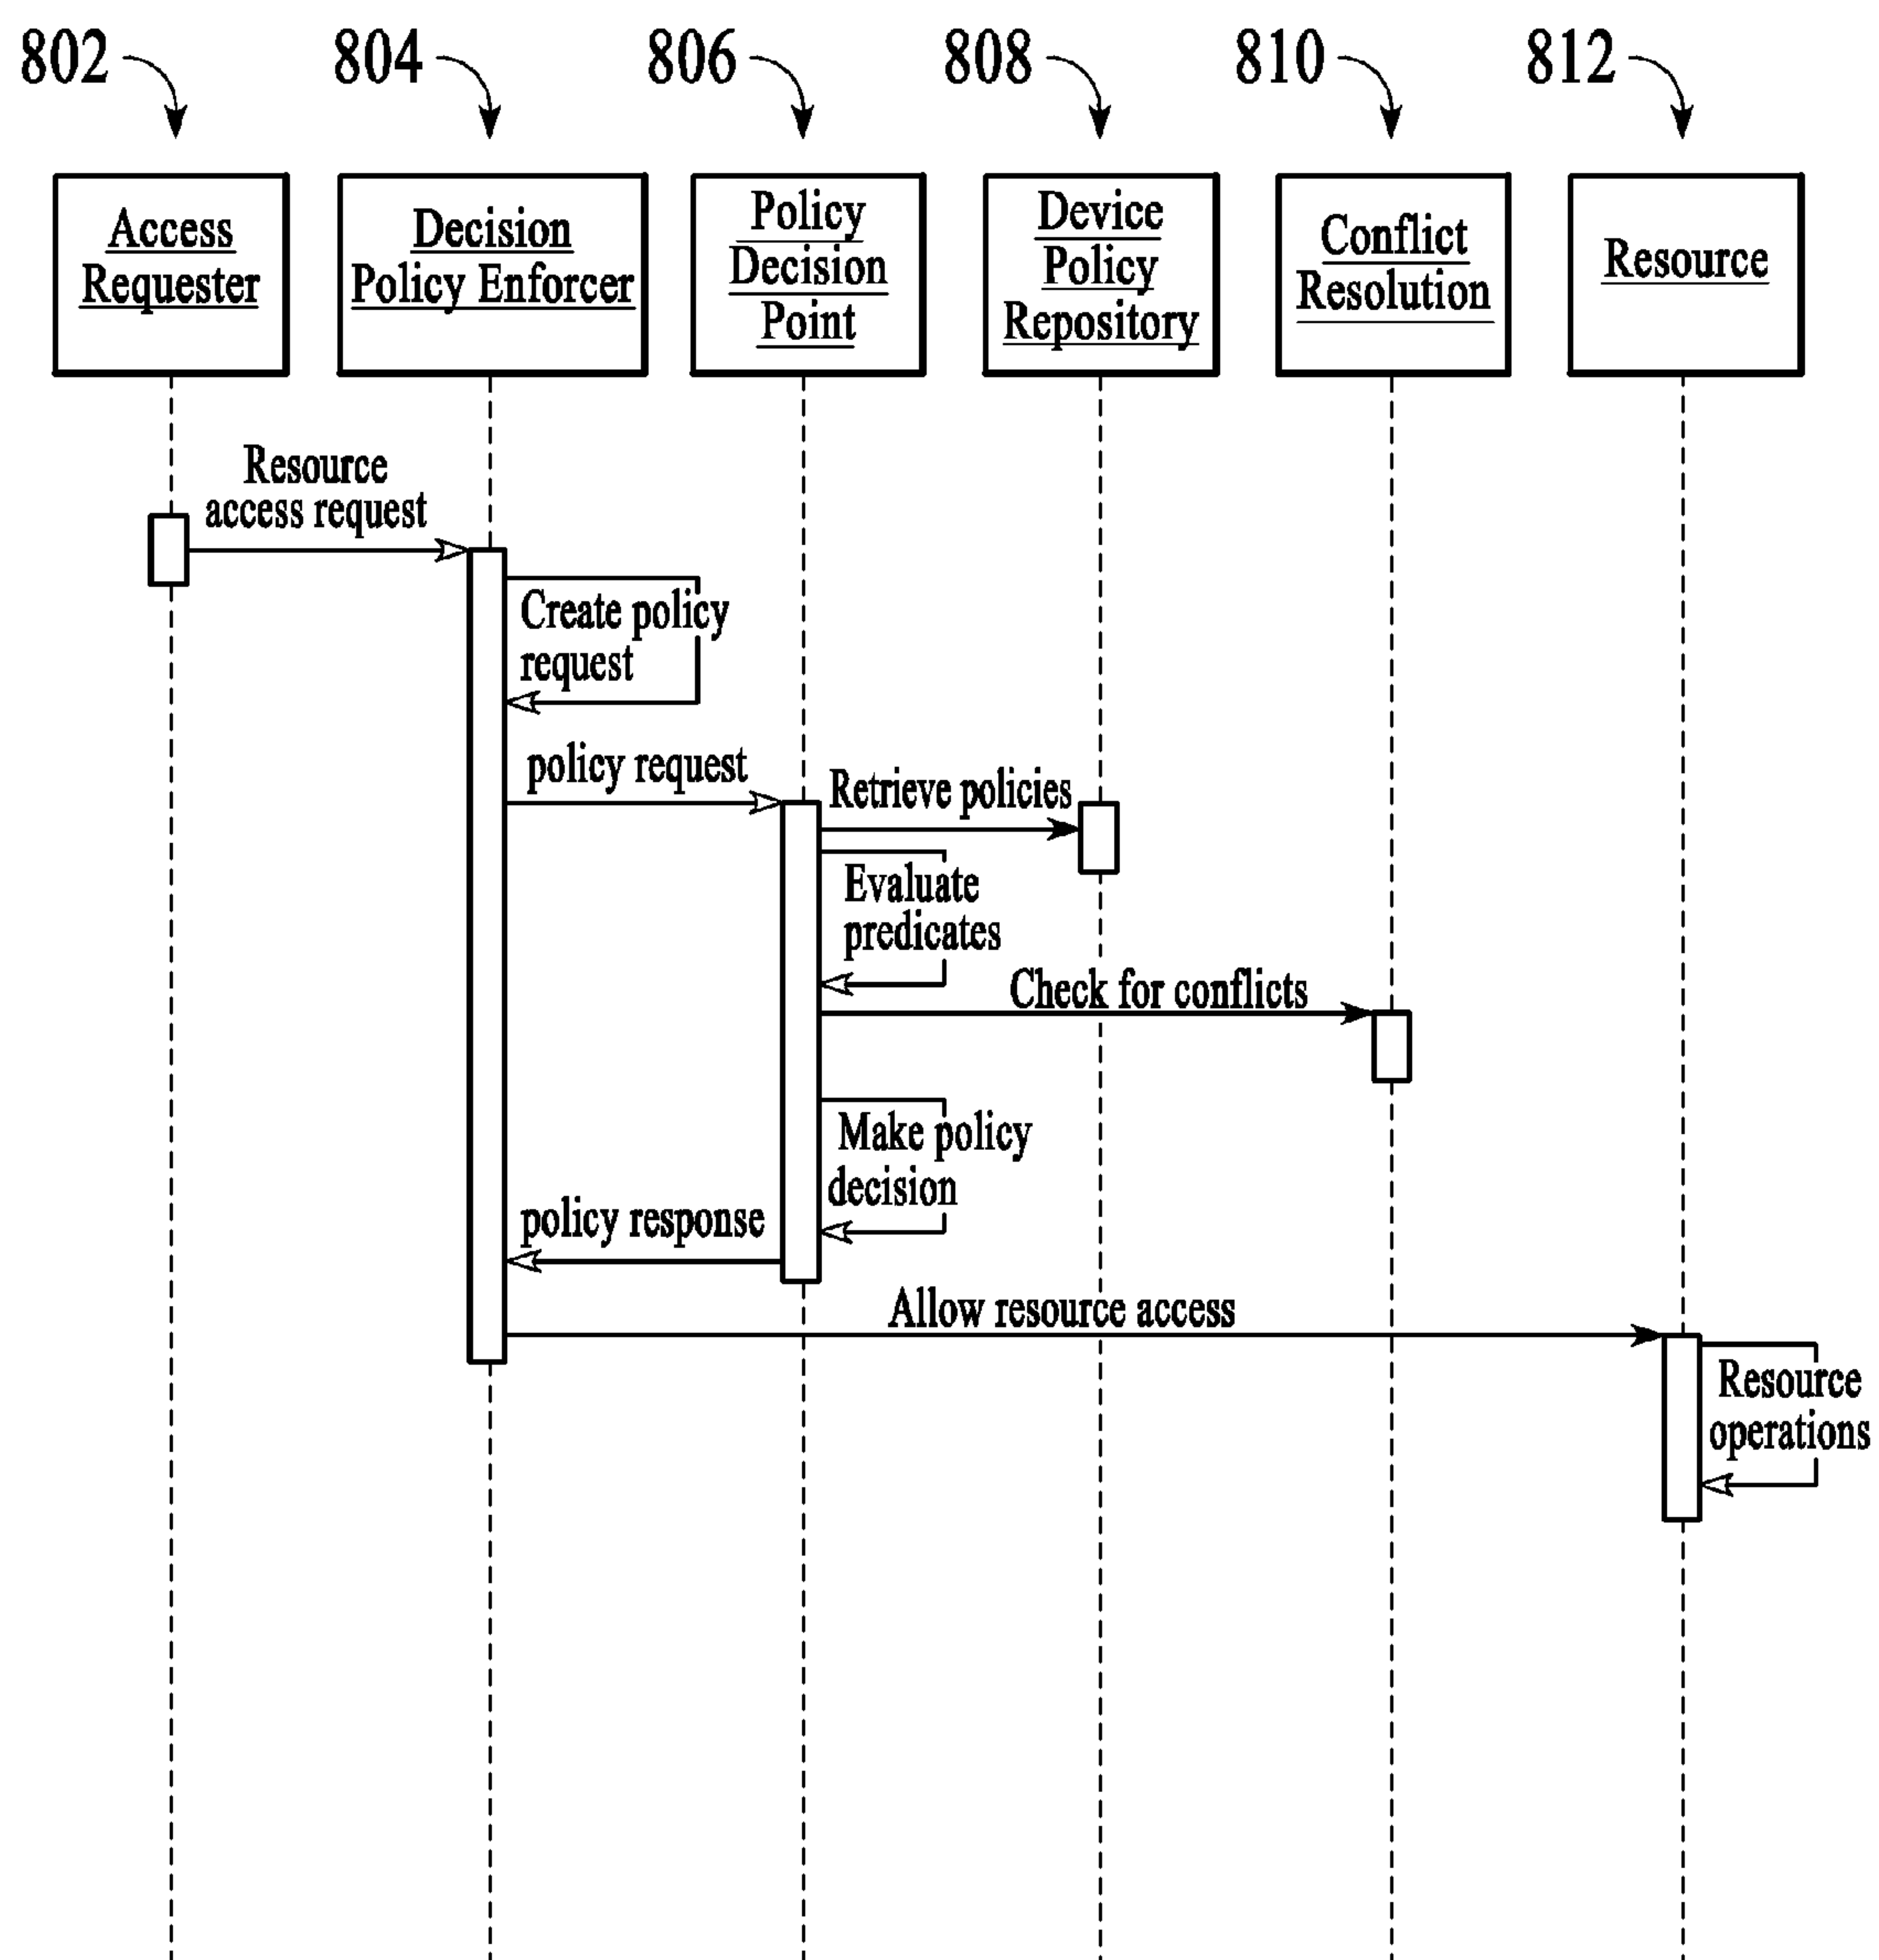 802
804
806
808
810
812
Access
Requester
Decision
Policy Enforcer
Policy
Decision
Point
Device
Policy
Repository
Conflict
Resolution
Resource
Resource
access request
Create policy
request
policy request
Retrieve policies
Evaluate
predicates
Check for conflicts
Make policy
decision
policy response
Allow resource access
Resource
operations